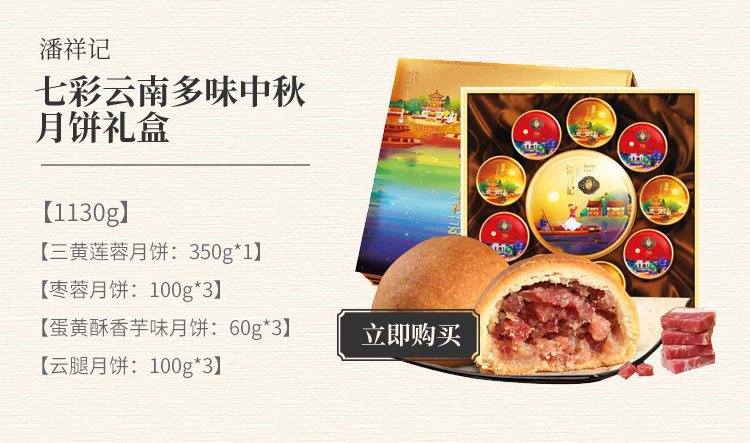 潘祥记
七彩云南多味中秋
月饼礼盒
【1130g】
【三黄莲蓉月饼：350g*1】
【枣蓉月饼：100g*3】
【蛋黄酥香芋味月饼：60g*3】
【云腿月饼：100g*3】
立即购买